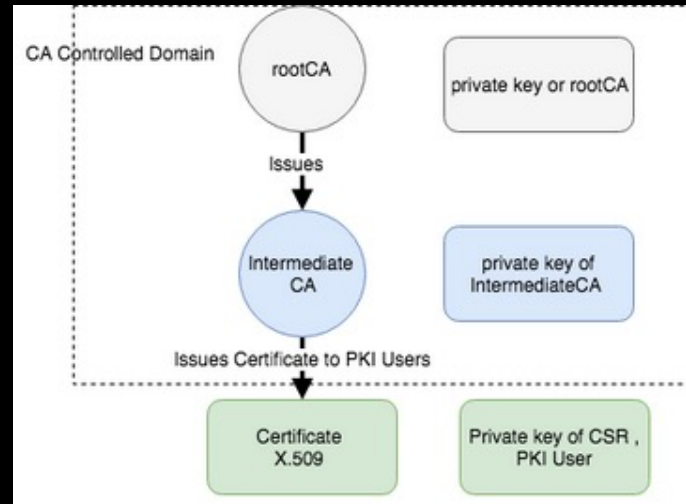 CA Controlled Domain
rootCA
private key or rootCA
Issues
Intermediate
CA
private key of
IntermediateCA
Issues Certificate to PKI Users
Certificate
X.509
Private key of CSR ,
PKI User